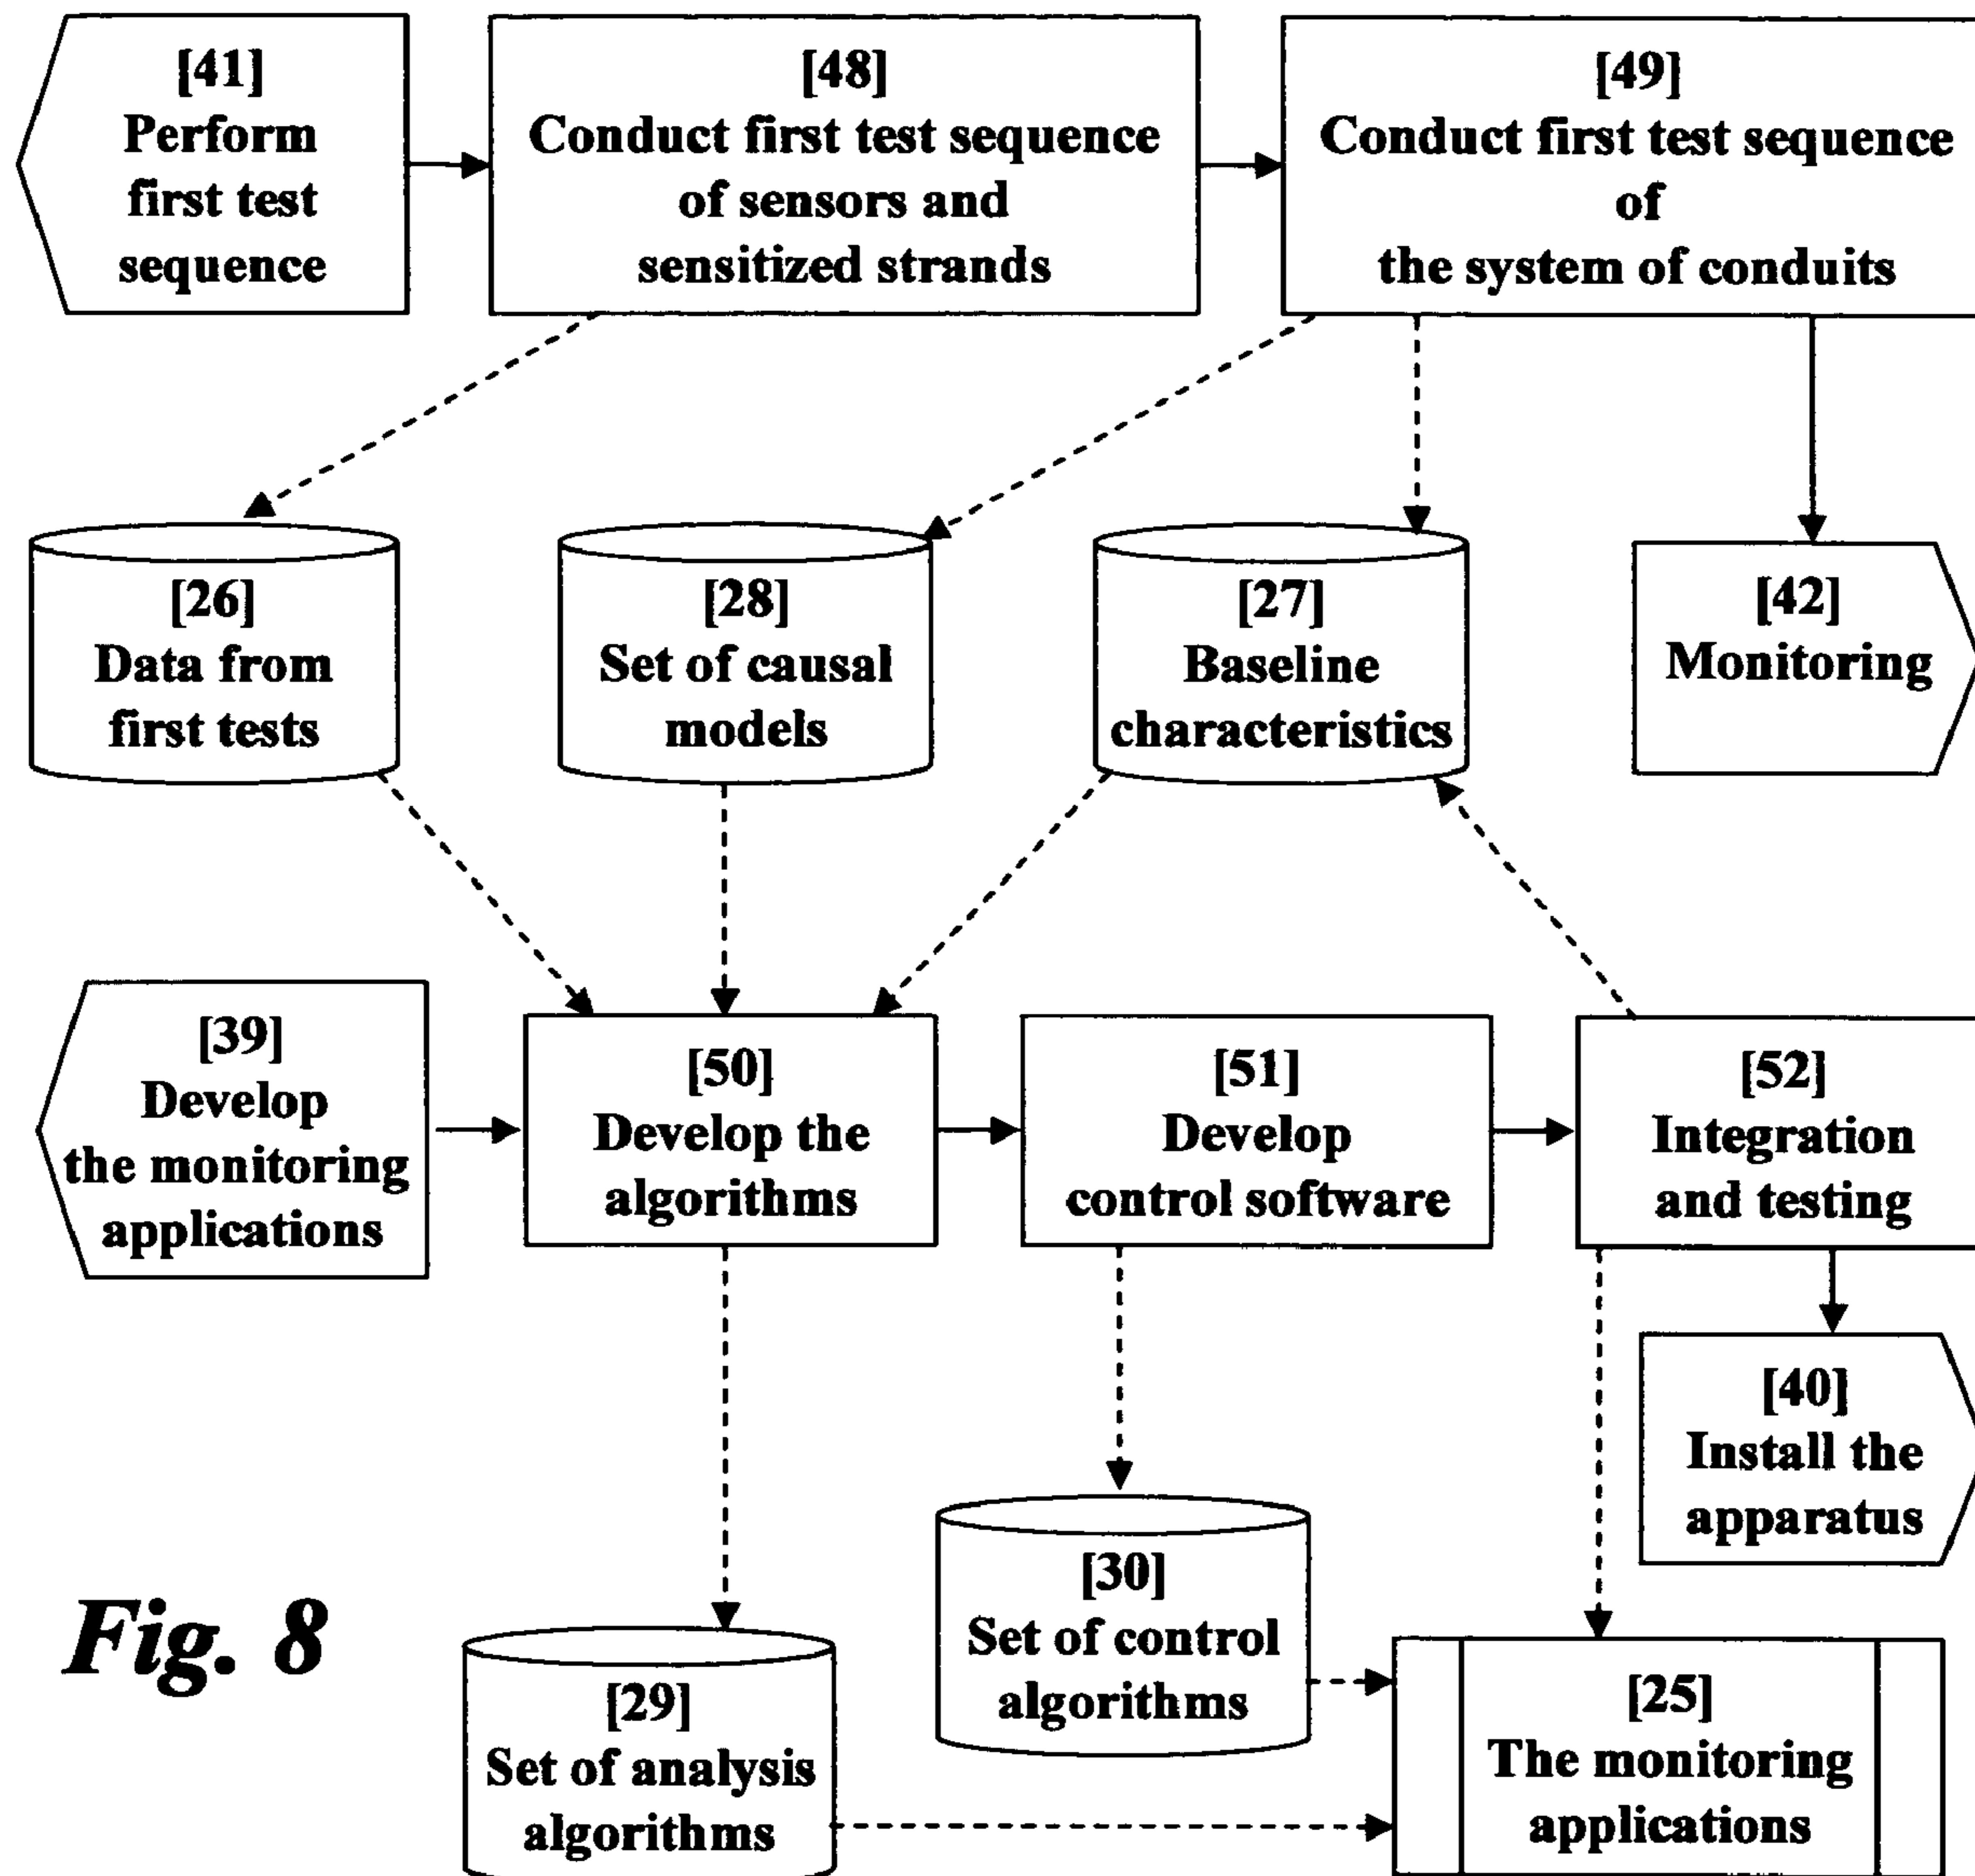 [41]
Perform
first test
sequence
[48]
Conduct first test sequence
of sensors and
sensitized strands
[49]
Conduct first test sequence
of
the system of conduits
[26]
Data from
first tests
[28]
Set of causal
models
[27]
Baseline
characteristics
[42]
Monitoring
[39]
Develop
the monitoring
applications
[50]
Develop the
algorithms
[51]
Develop
control software
[52]
Integration
and testing
[40]
Install the
apparatus
[30]
Set of control
algorithms
[29]
Set of analysis
algorithms
[25]
The monitoring
applications
Fig. 8